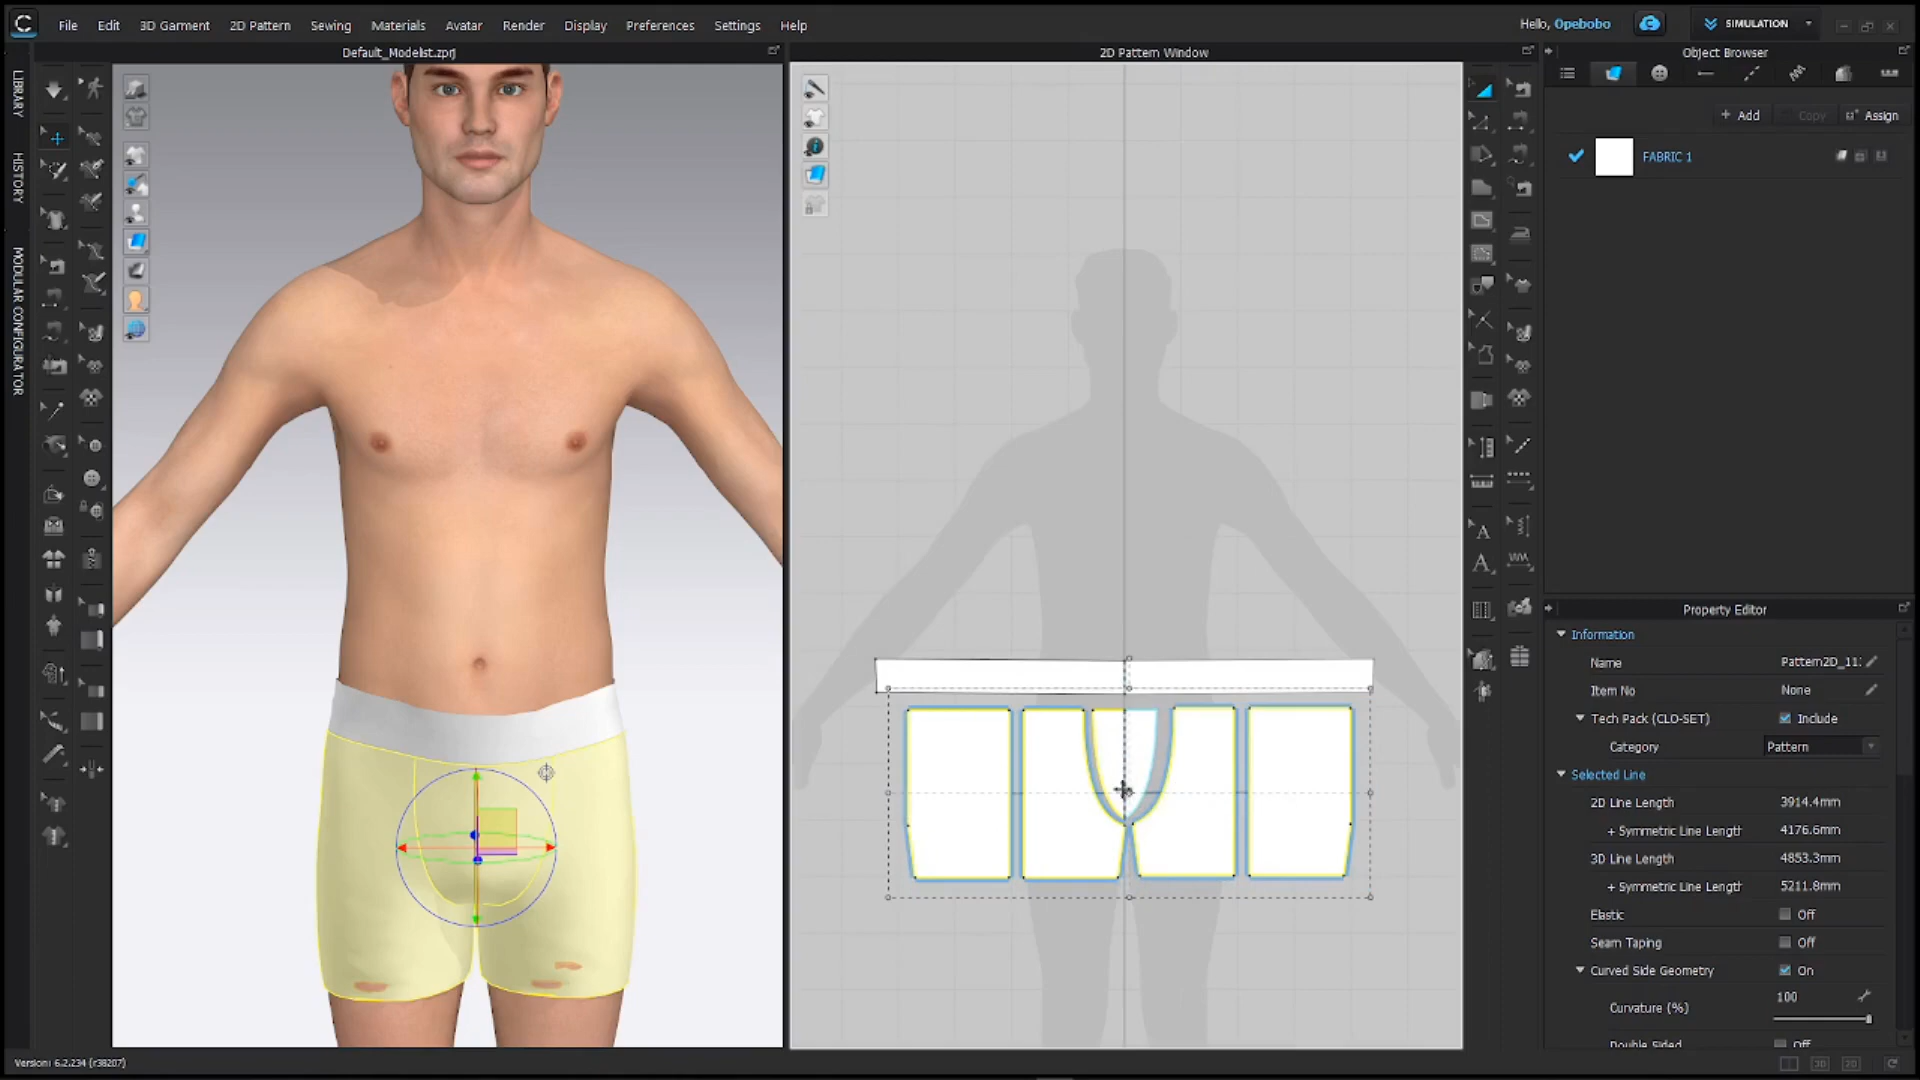 File Edit 3D Garment 2D Pattern Sewing Materials Avatar Render Display Preferences Settings Help
Hello, Opebobo
SIMULATION
Default_Modelist.zprj
2D Pattern Window
Object Browser
LIBRARY
HISTORY
MODULAR CONFIGURATOR
+ Add Copy Assign
FABRIC 1
Property Editor
Information
Name Pattern2D_11:
Item No None
Tech Pack (CLO-SET) Include
Category Pattern
Selected Line
2D Line Length 3914.4mm
+ Symmetric Line Length 4176.6mm
3D Line Length 4853.3mm
+ Symmetric Line Length 5211.8mm
Elastic Off
Seam Taping Off
Curved Side Geometry On
Curvature (%) 100
Double Sided Off
Version: 6.2.234 (r38207)
3D 2D